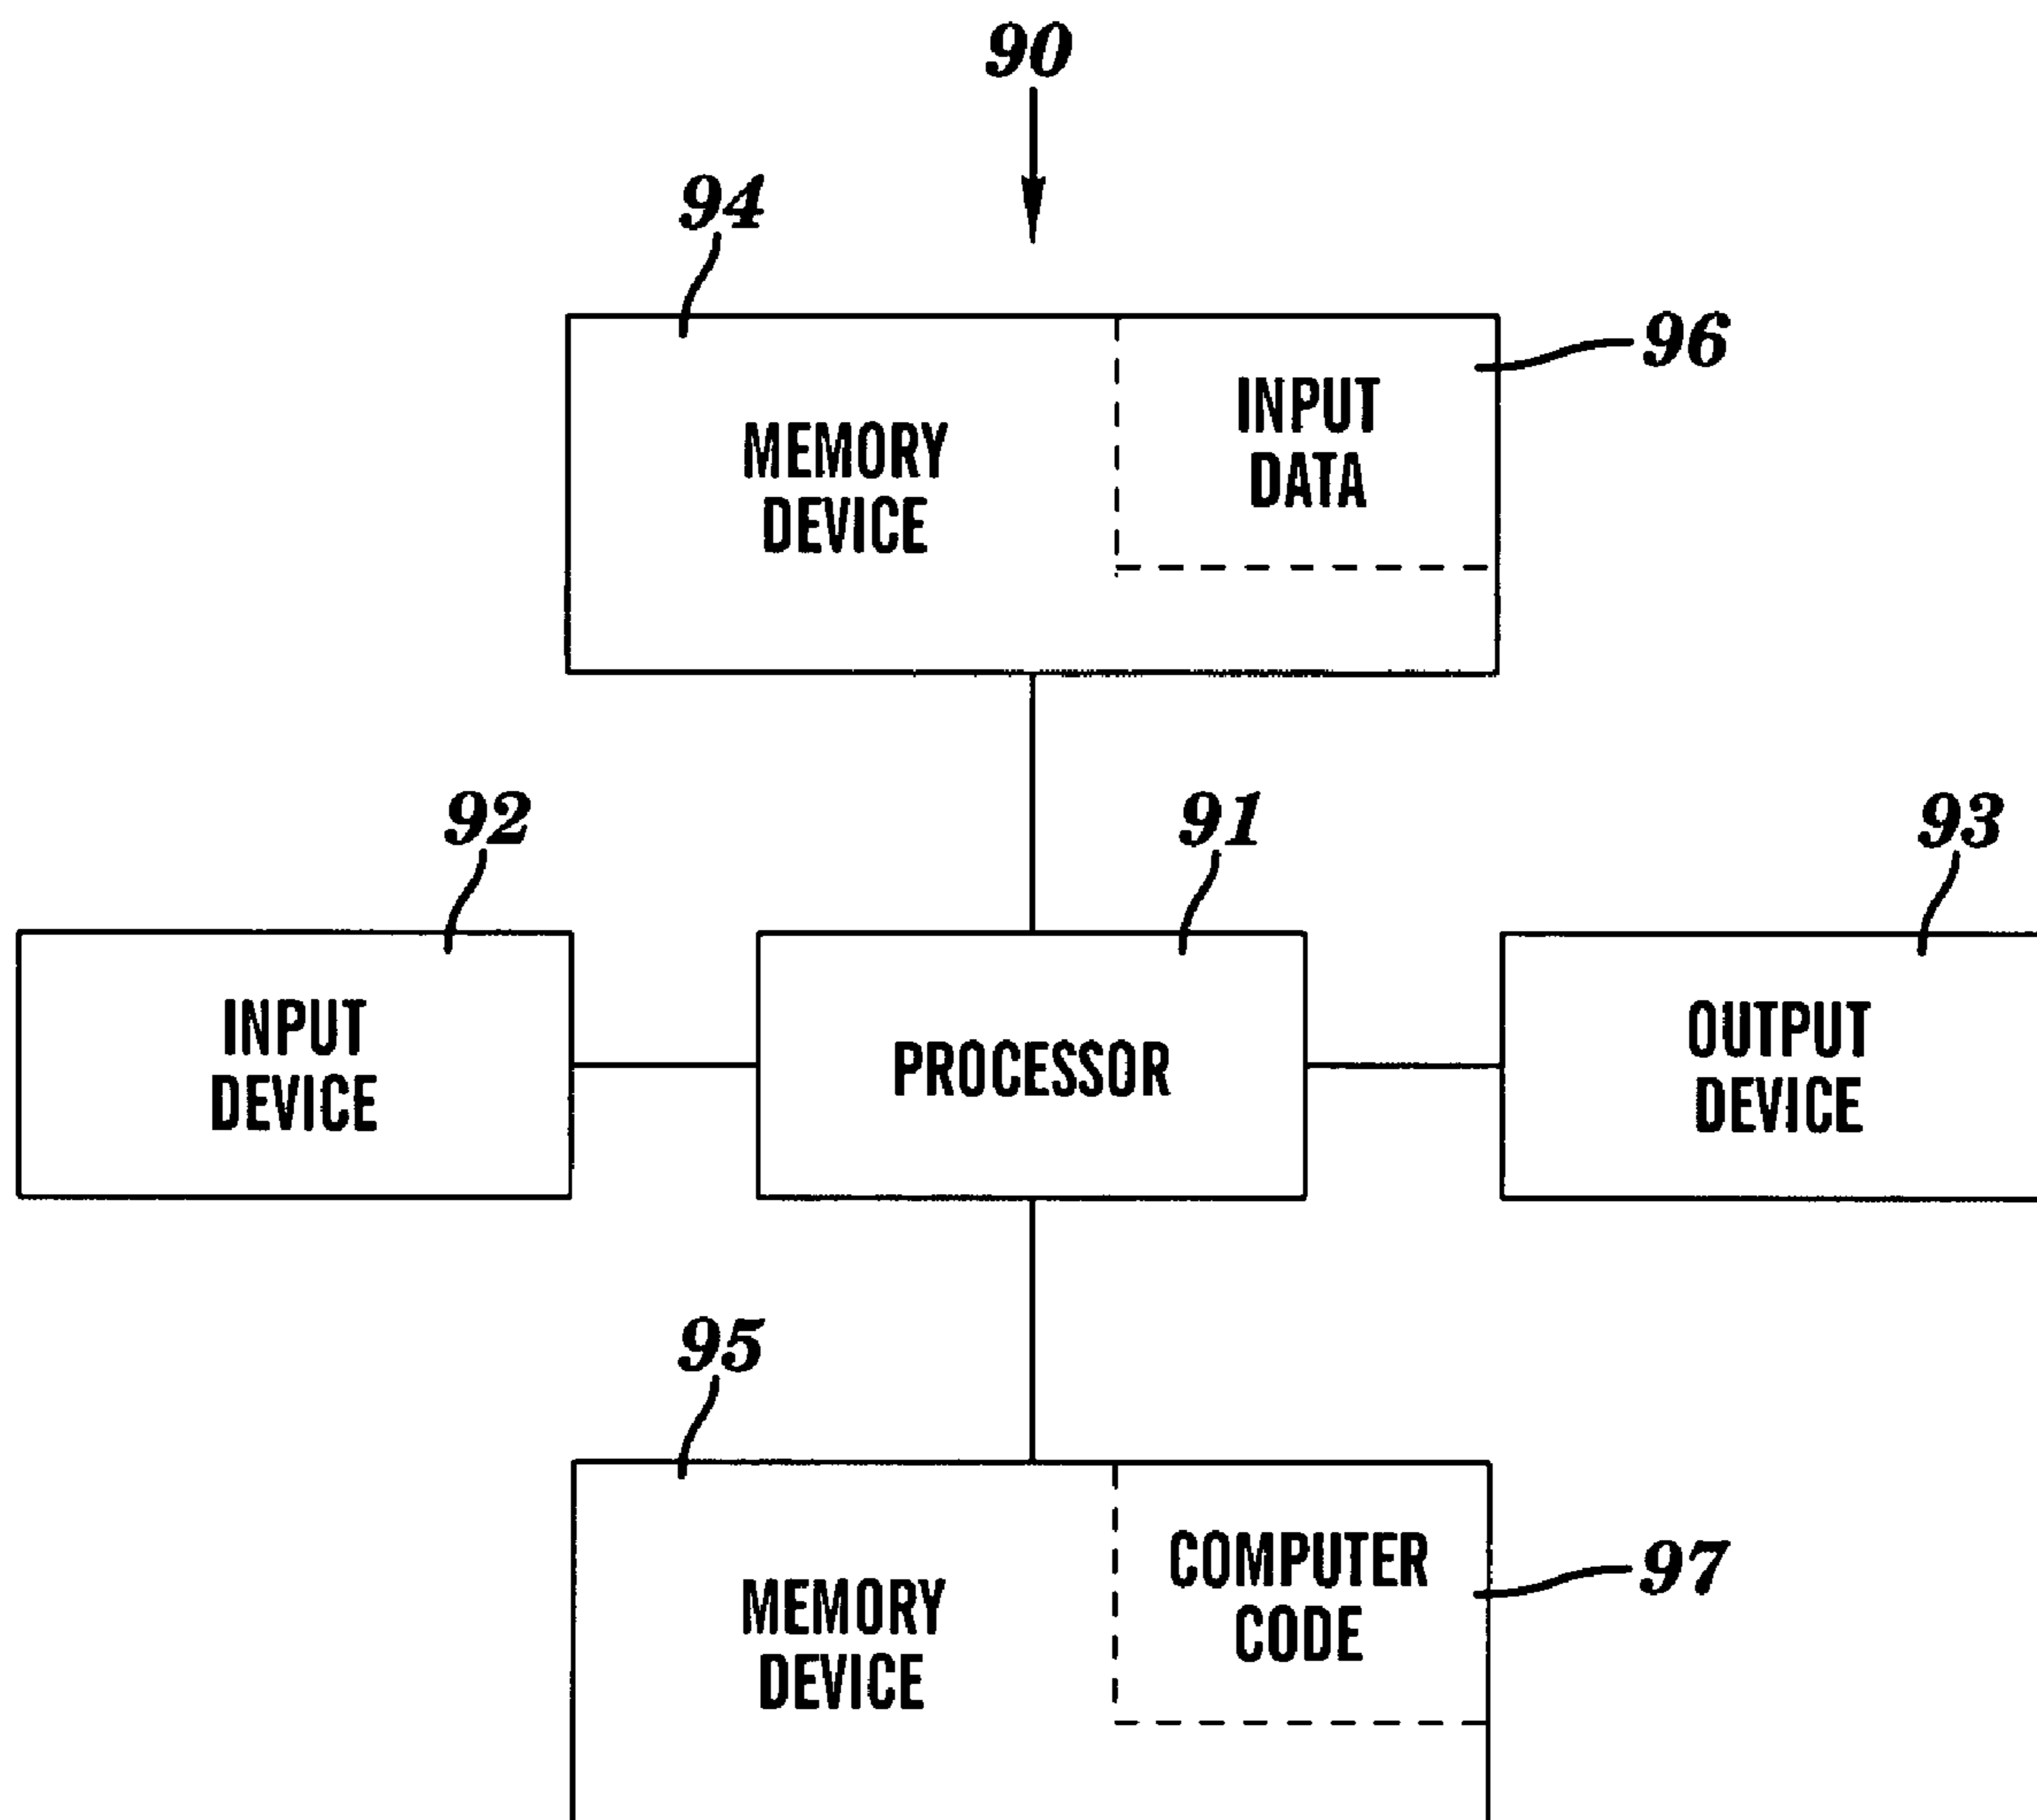 90
94
96
MEMORY
DEVICE
INPUT
DATA
92
91
93
INPUT
DEVICE
PROCESSOR
OUTPUT
DEVICE
95
MEMORY
DEVICE
COMPUTER
CODE
97